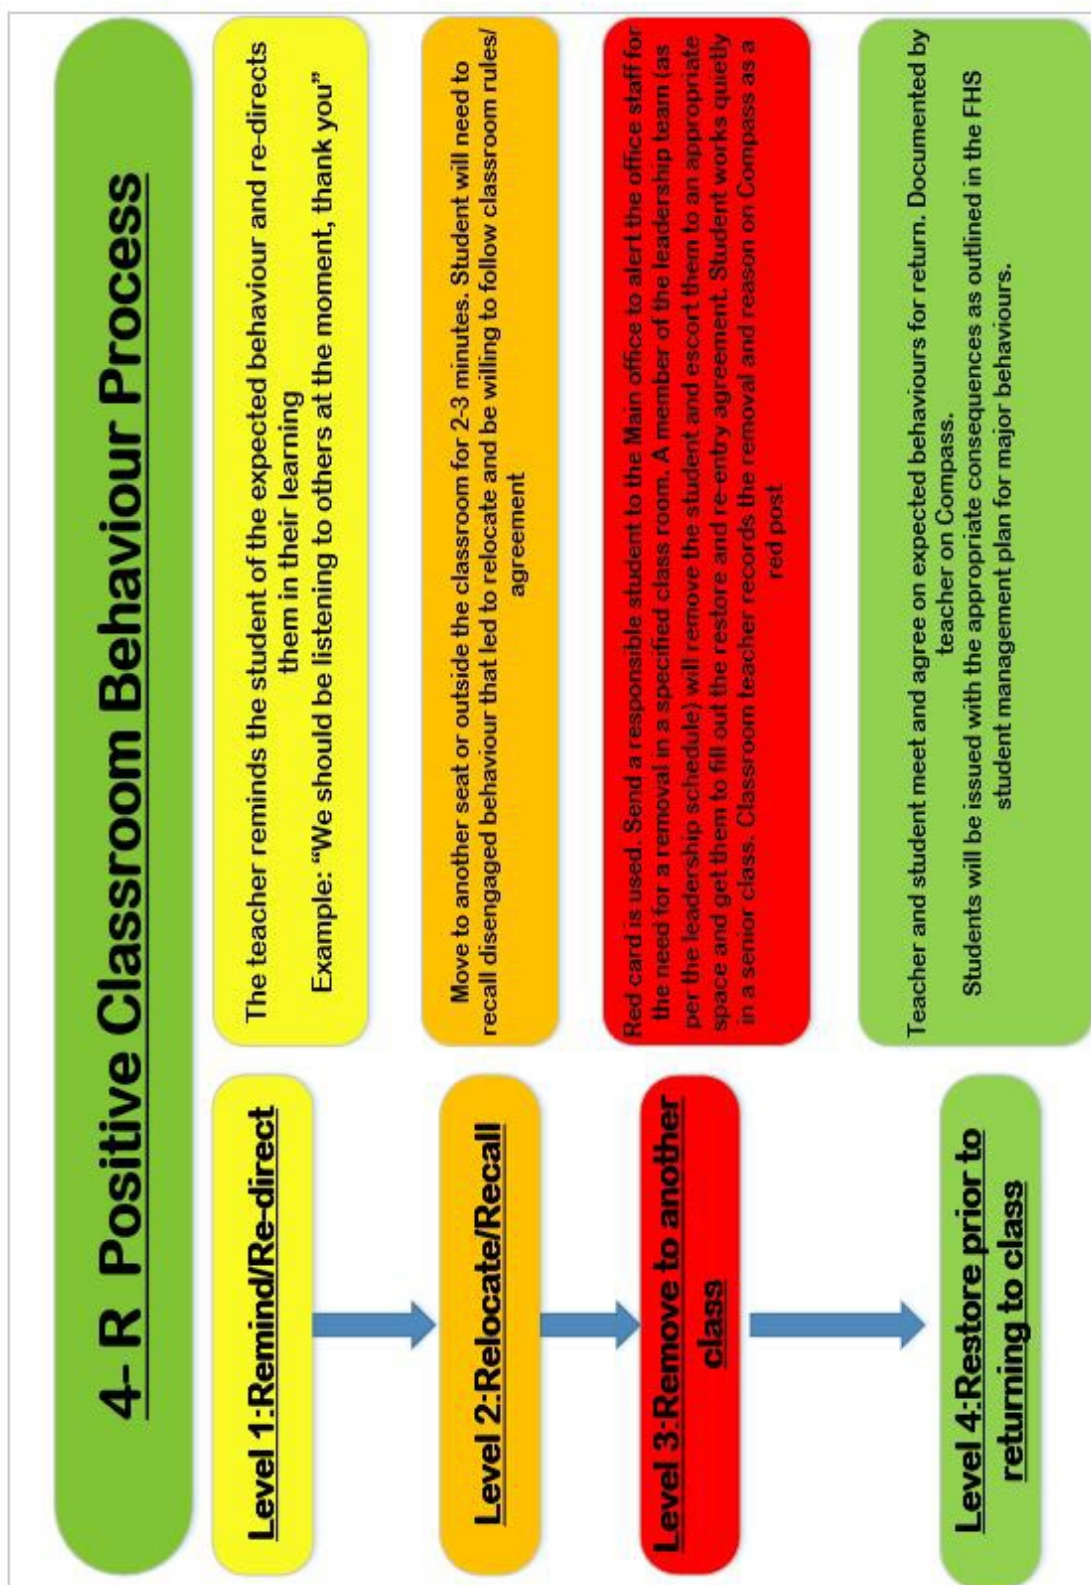 4- R Positive Classroom Behaviour Process
Level 1:Remind/Re-direct
The teacher reminds the student of the expected behaviour and re-directs
them in their learning
Example: “We should be listening to others at the moment, thank you”
Level 2:Relocate/Recall
Move to another seat or outside the classroom for 2-3 minutes. Student will need to
recall disengaged behaviour that led to relocate and be willing to follow classroom rules/
agreement
Level 3:Remove to another
class
Red card is used. Send a responsible student to the Main office to alert the office staff for
the need for a removal in a specified class room. A member of the leadership team (as
per the leadership schedule) will remove the student and escort them to an appropriate
space and get them to fill out the restore and re-entry agreement. Student works quietly
in a senior class. Classroom teacher records the removal and reason on Compass as a
red post
Level 4:Restore prior to
returning to class
Teacher and student meet and agree on expected behaviours for return. Documented by
teacher on Compass.
Students will be issued with the appropriate consequences as outlined in the FHS
student management plan for major behaviours.